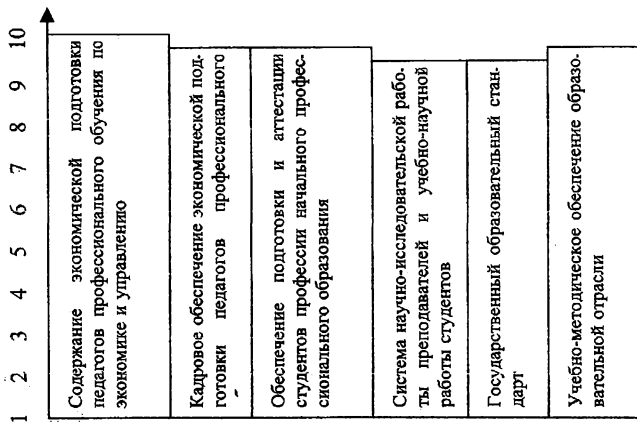 10
9
8
7
6
5
4
3
2
1
Содержание экономической подготовки
педагогов профессионального обучения по
экономике и управлению
Кадровое обеспечение экономической под-
готовки педагогов профессионального
Обеспечение подготовки и аттестации
студентов профессии начального профес-
сионального образования
Система научно-исследовательской рабо-
ты преподавателей и учебно-научной
работы студентов
Государственный образовательный стан-
дарт
Учебно-методическое обеспечение образо-
вательной отрасли